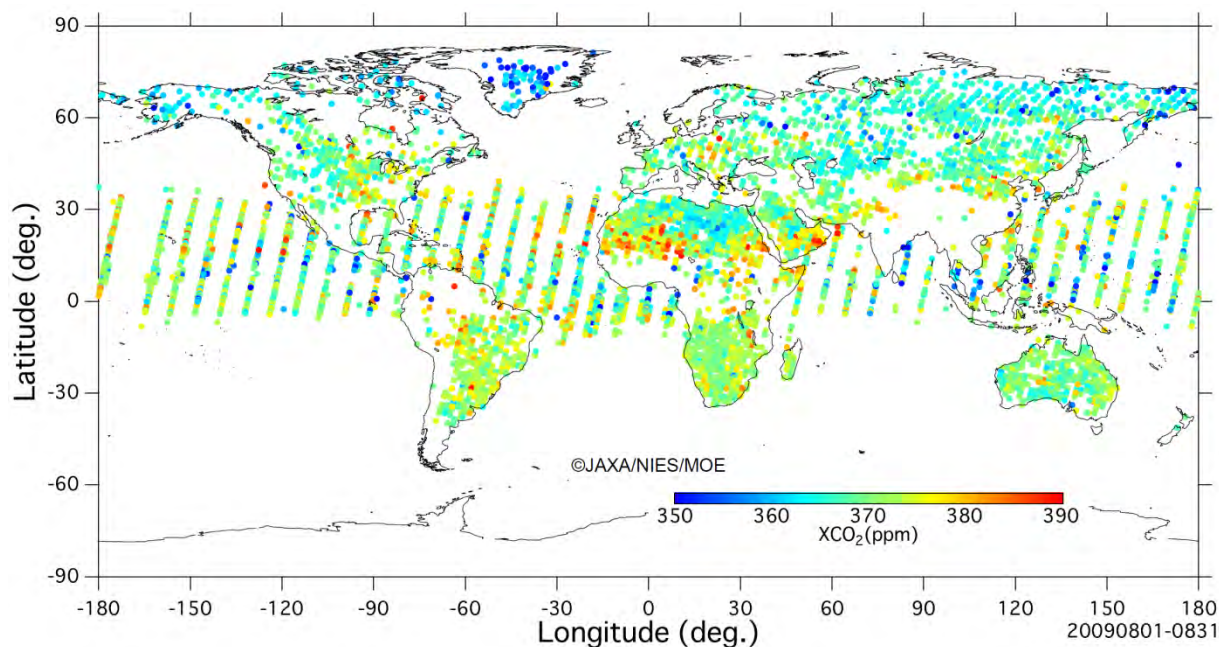 90
60
30
0
-30
-60
-90
Latitude (deg.)
©JAXA/NIES/MOE
350 360 370 380 390
XCO₂(ppm)
-180 -150 -120 -90 -60 -30 0 30 60 90 120 150 180
Longitude (deg.)
20090801-0831